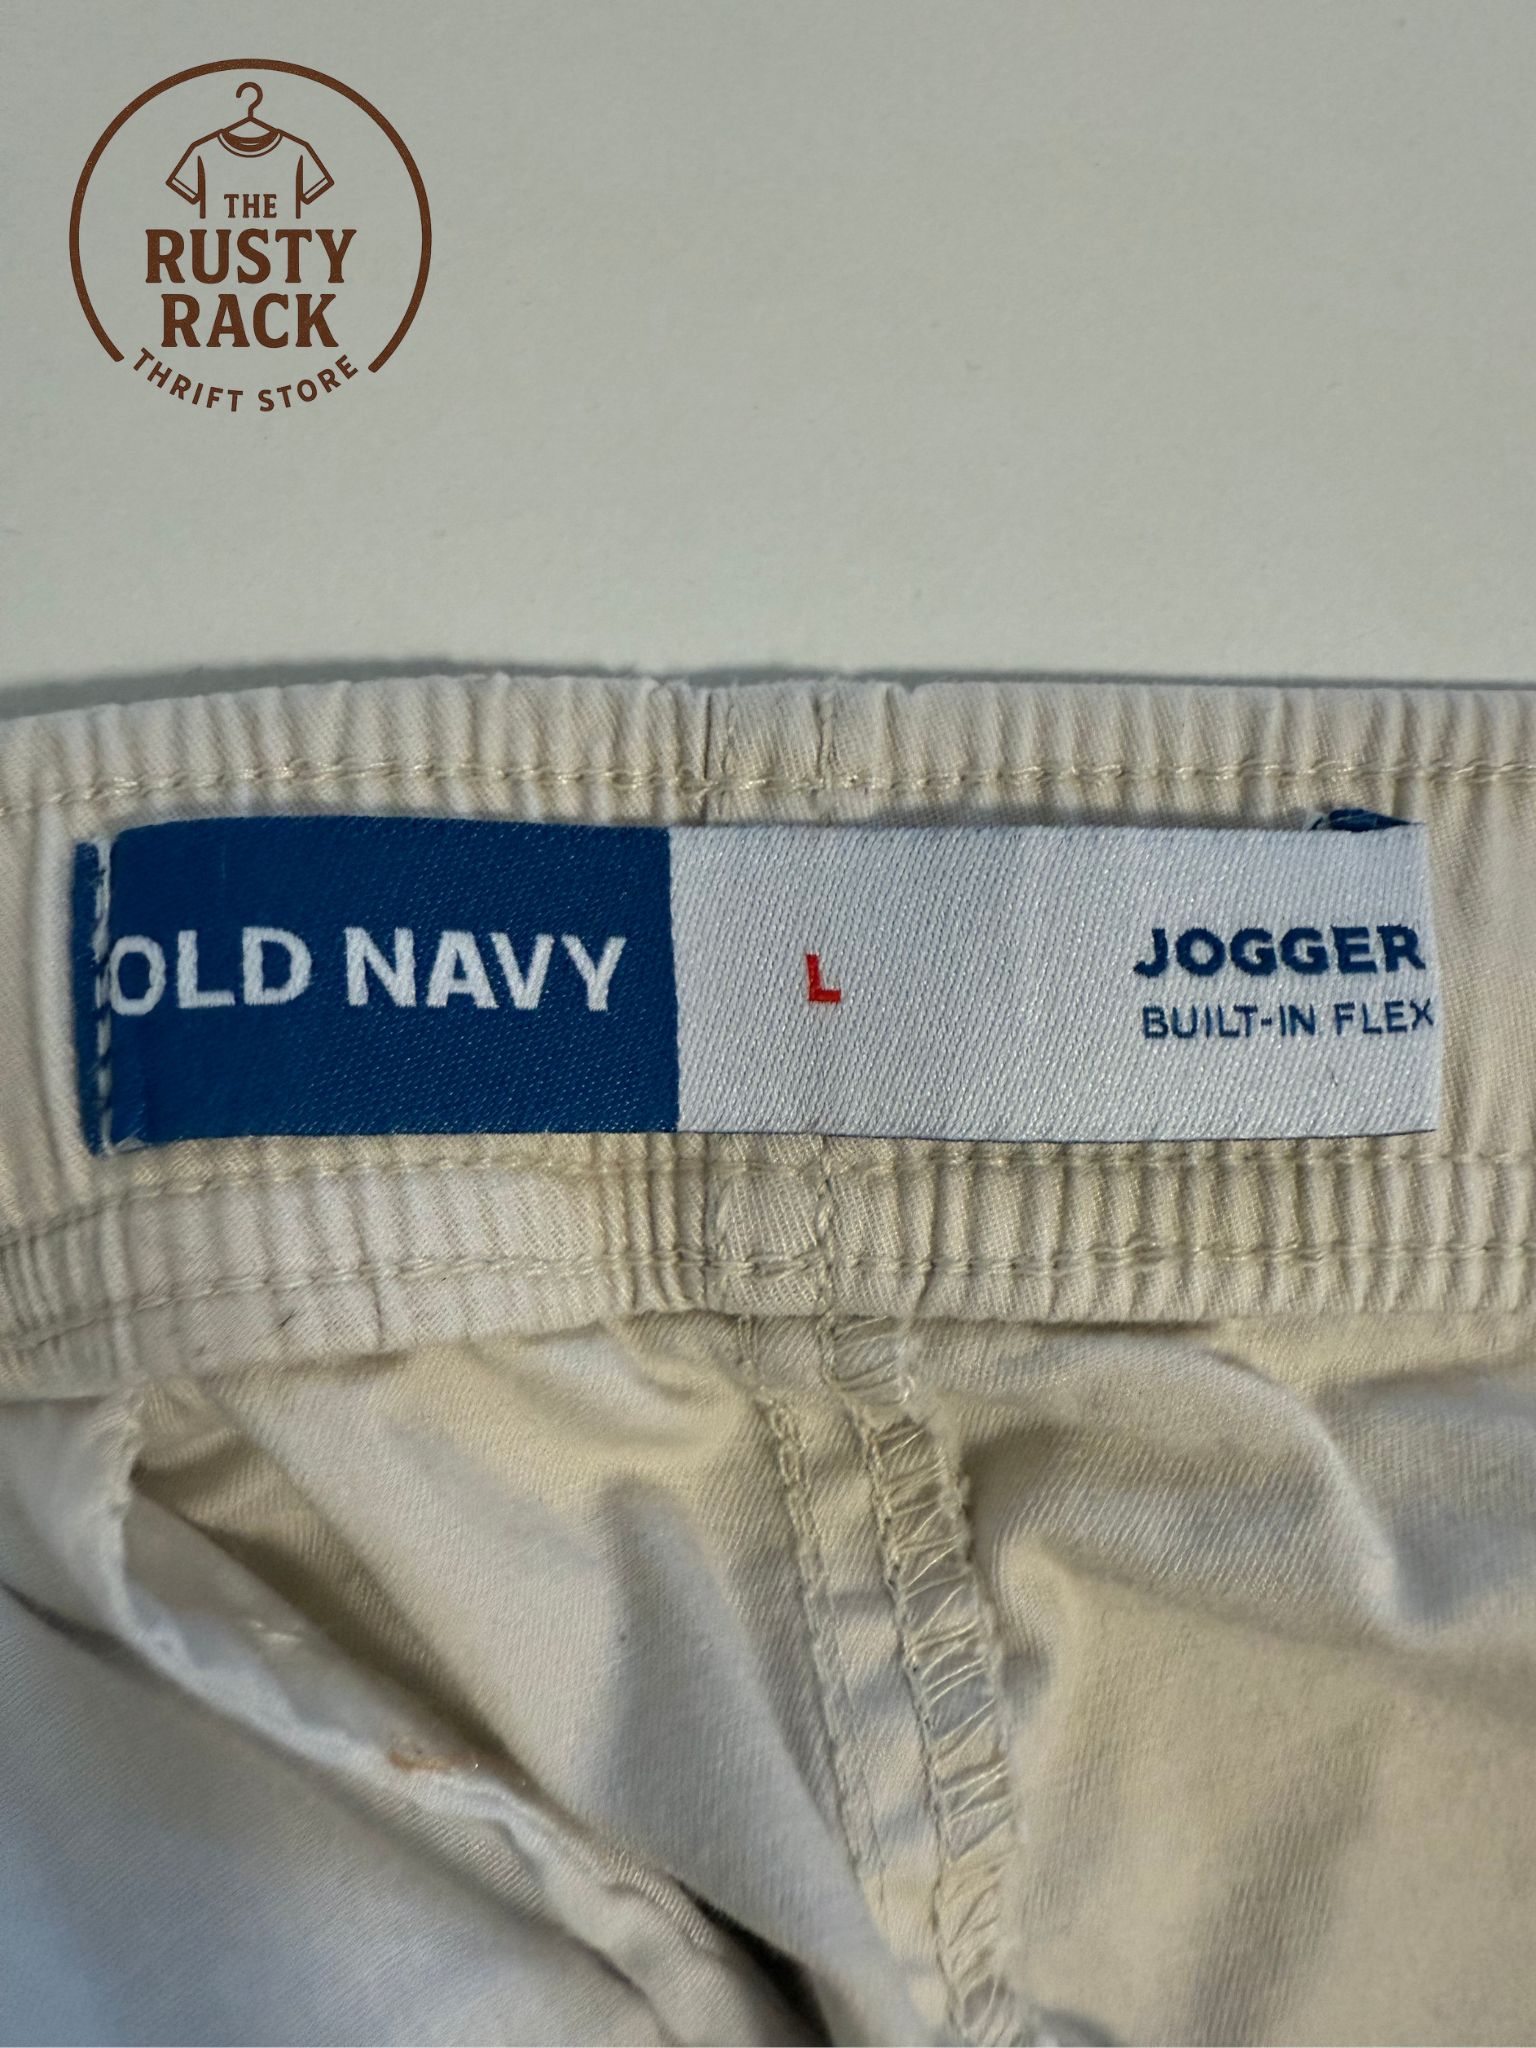 THE
RUSTY
RACK
THRIFT STORE
OLD NAVY
L
JOGGER
BUILT-IN FLEX